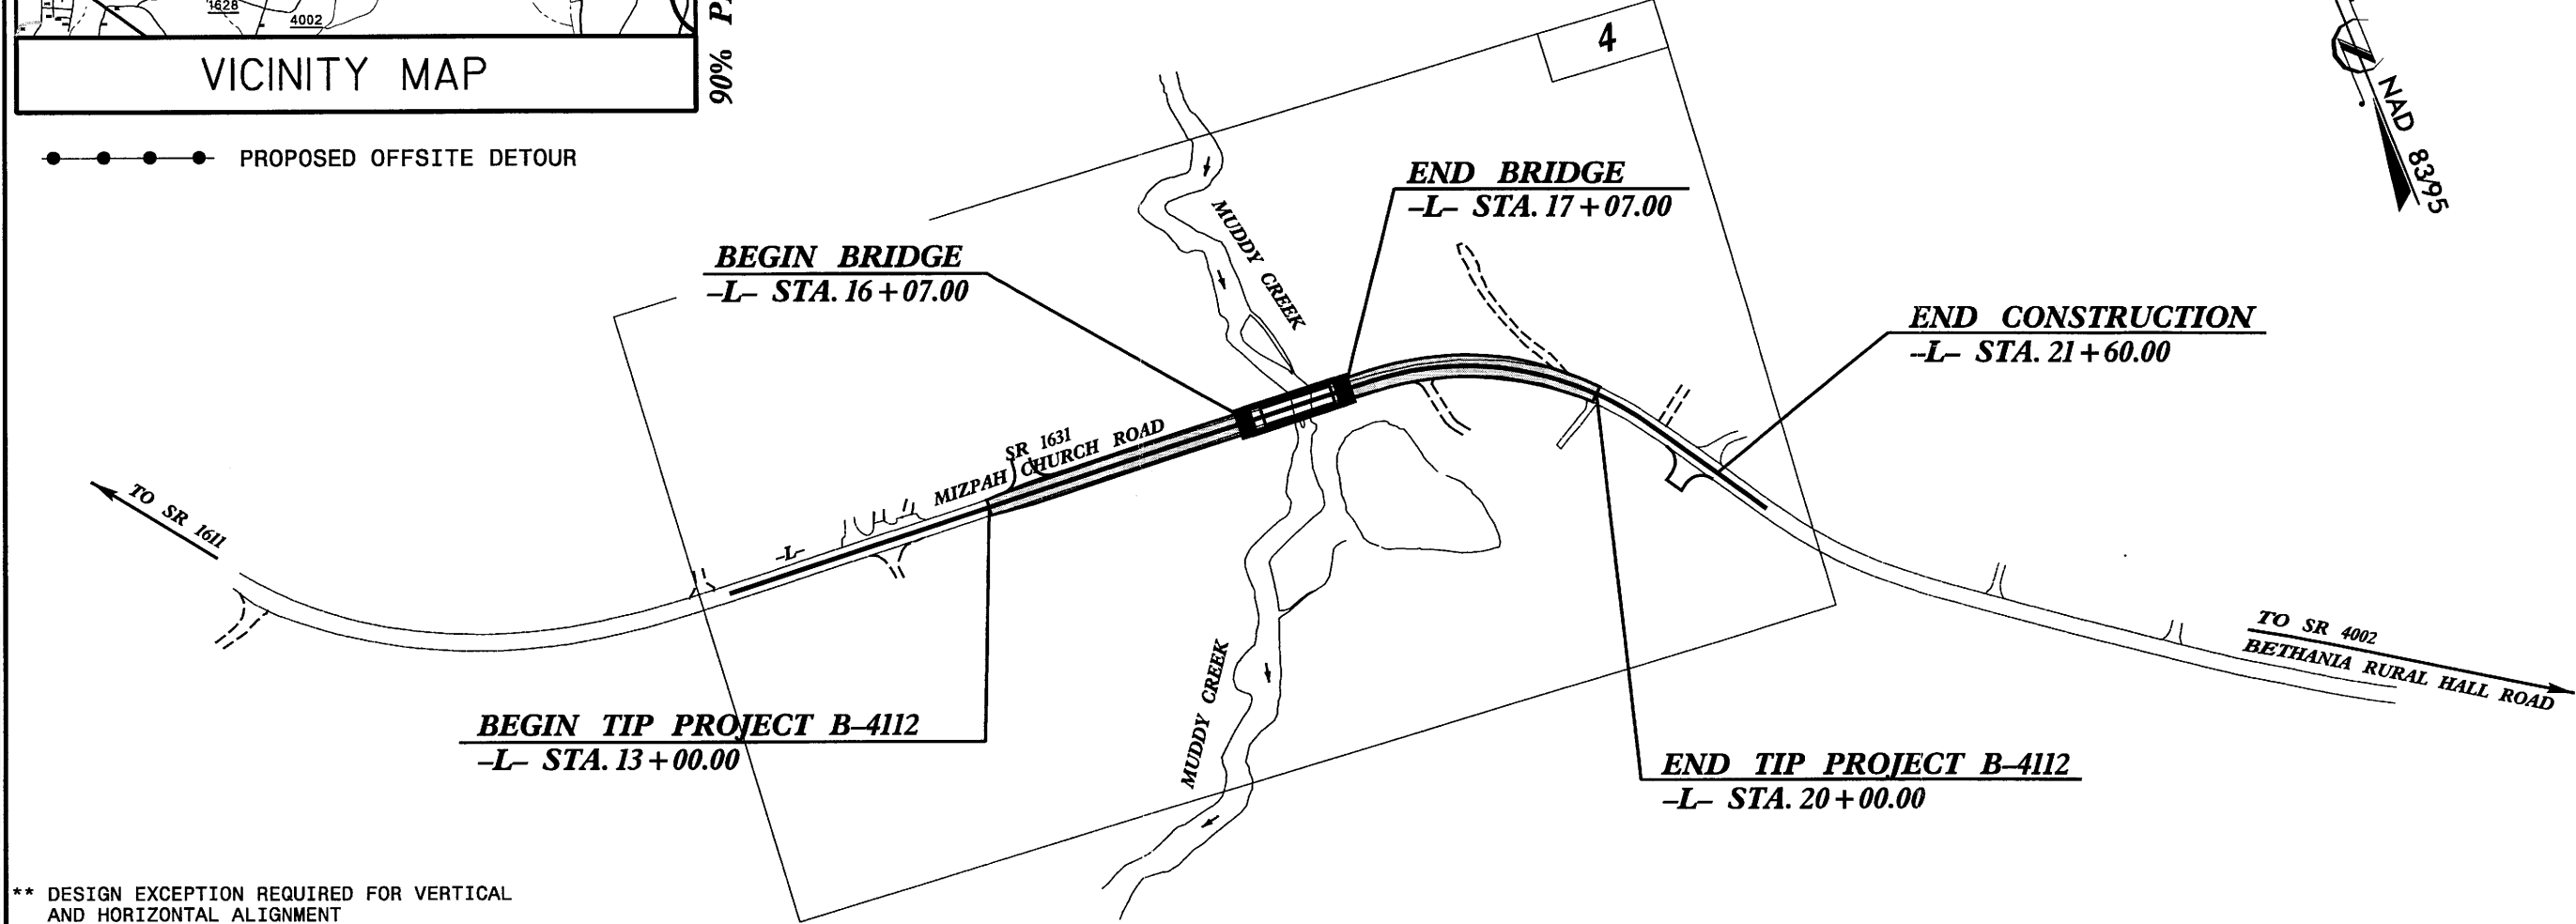 1628
4002
VICINITY MAP
90%
PROPOSED OFFSITE DETOUR
4
NAD 83/95
MUDDY CREEK
END BRIDGE
-L- STA. 17+07.00
BEGIN BRIDGE
-L- STA. 16+07.00
END CONSTRUCTION
-L- STA. 21+60.00
SR 1631
MIZPAH CHURCH ROAD
TO SR 1611
-L-
TO SR 4002
BETHANIA RURAL HALL ROAD
MUDDY CREEK
BEGIN TIP PROJECT B-4112
-L- STA. 13+00.00
END TIP PROJECT B-4112
-L- STA. 20+00.00
** DESIGN EXCEPTION REQUIRED FOR VERTICAL
AND HORIZONTAL ALIGNMENT